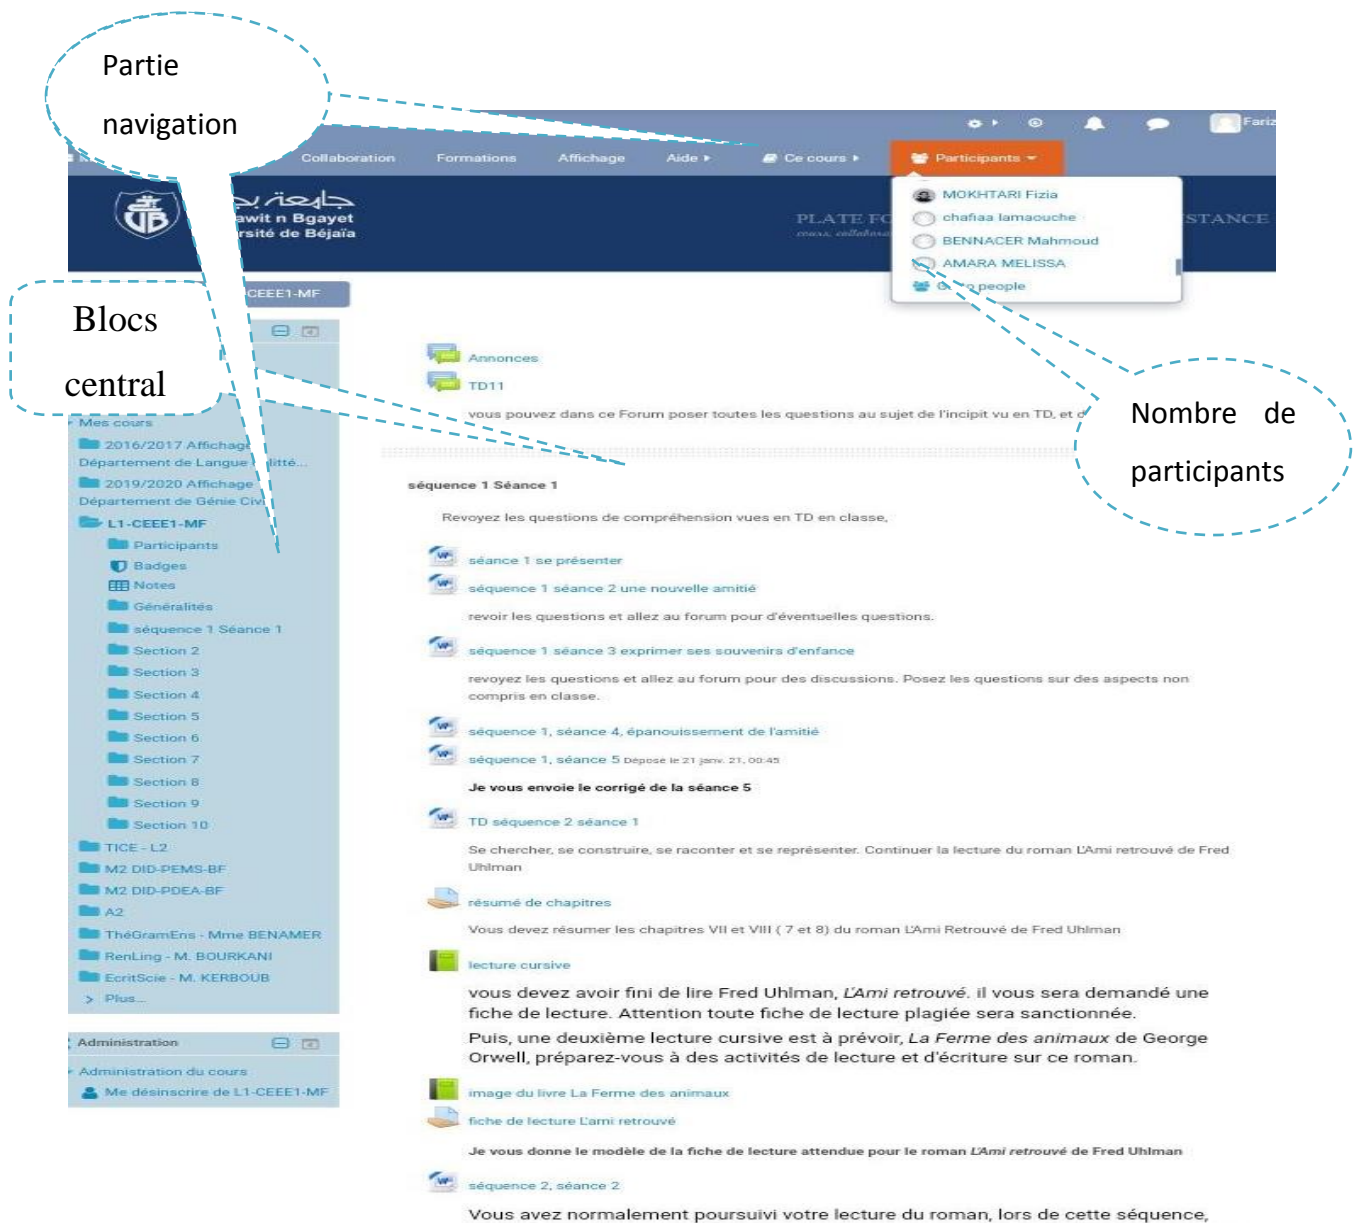 Partie
navigation
Fariz
Collaboration Formations Affichage Aide Ce cours Participants
جامعة
Bgayet
Béjaïa
MOKHTARI Fizia
chafiaa lamaouche
BENNACER Mahmoud
AMARA MELISSA
people
PLATE
STANCE
CEEE1-MF
Blocs
central
Nombre de
participants
Mes cours
2016/2017 Affichage
Département de Langue
2019/2020 Affichage
Département de Génie
L1-CEEE1-MF
Participants
Badges
Notes
Généralités
séquence 1 Séance 1
Section 2
Section 3
Section 4
Section 5
Section 6
Section 7
Section 8
Section 9
Section 10
TICE - L2
M2 DID-PEMS-BF
M2 DID-PDEA-BF
A2
ThéGramEns - Mme BENAMER
RenLing - M. BOURKANI
EcritScie - M. KERBOUB
Plus...
Administration
Administration du cours
Me désinscrire de L1-CEEE1-MF
Annonces
TD11
vous pouvez dans ce Forum poser toutes les questions au sujet de l'incipit vu en TD, et
séquence 1 Séance 1
Revoyez les questions de compréhension vues en TD en classe,
séance 1 se présenter
séquence 1 séance 2 une nouvelle amitié
revoir les questions et allez au forum pour d'éventuelles questions.
séquence 1 séance 3 exprimer ses souvenirs d'enfance
revoyez les questions et allez au forum pour des discussions. Posez les questions sur des aspects non
compris en classe.
séquence 1, séance 4, épanouissement de l'amitié
séquence 1, séance 5 Déposé le 21 janv. 21, 00:45
Je vous envoie le corrigé de la séance 5
TD séquence 2 séance 1
Se chercher, se construire, se raconter et se représenter. Continuer la lecture du roman L'Ami retrouvé de Fred
Uhlman
résumé de chapitres
Vous devez résumer les chapitres VII et VIII ( 7 et 8) du roman L'Ami Retrouvé de Fred Uhlman
lecture cursive
vous devez avoir fini de lire Fred Uhlman, L'Ami retrouvé. il vous sera demandé une
fiche de lecture. Attention toute fiche de lecture plagiée sera sanctionnée.
Puis, une deuxième lecture cursive est à prévoir, La Ferme des animaux de George
Orwell, préparez-vous à des activités de lecture et d'écriture sur ce roman.
image du livre La Ferme des animaux
fiche de lecture L'ami retrouvé
Je vous donne le modèle de la fiche de lecture attendue pour le roman L'Ami retrouvé de Fred Uhlman
séquence 2, séance 2
Vous avez normalement poursuivi votre lecture du roman, lors de cette séquence,